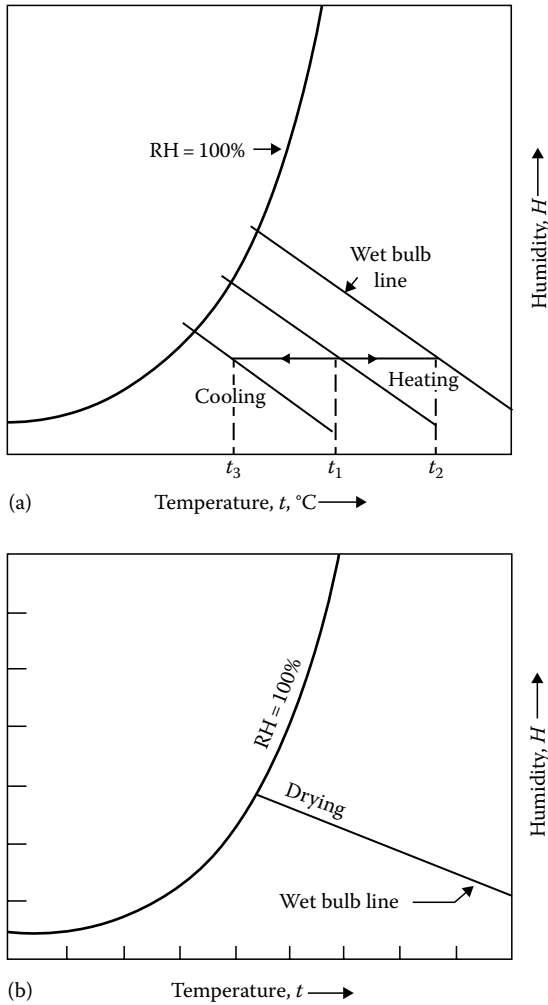 RH = 100%
Wet bulb
line
Humidity, H
Heating
Cooling
t₃
t₁
t₂
(a)
Temperature, t, °C
RH = 100%
Drying
Wet bulb line
Humidity, H
(b)
Temperature, t